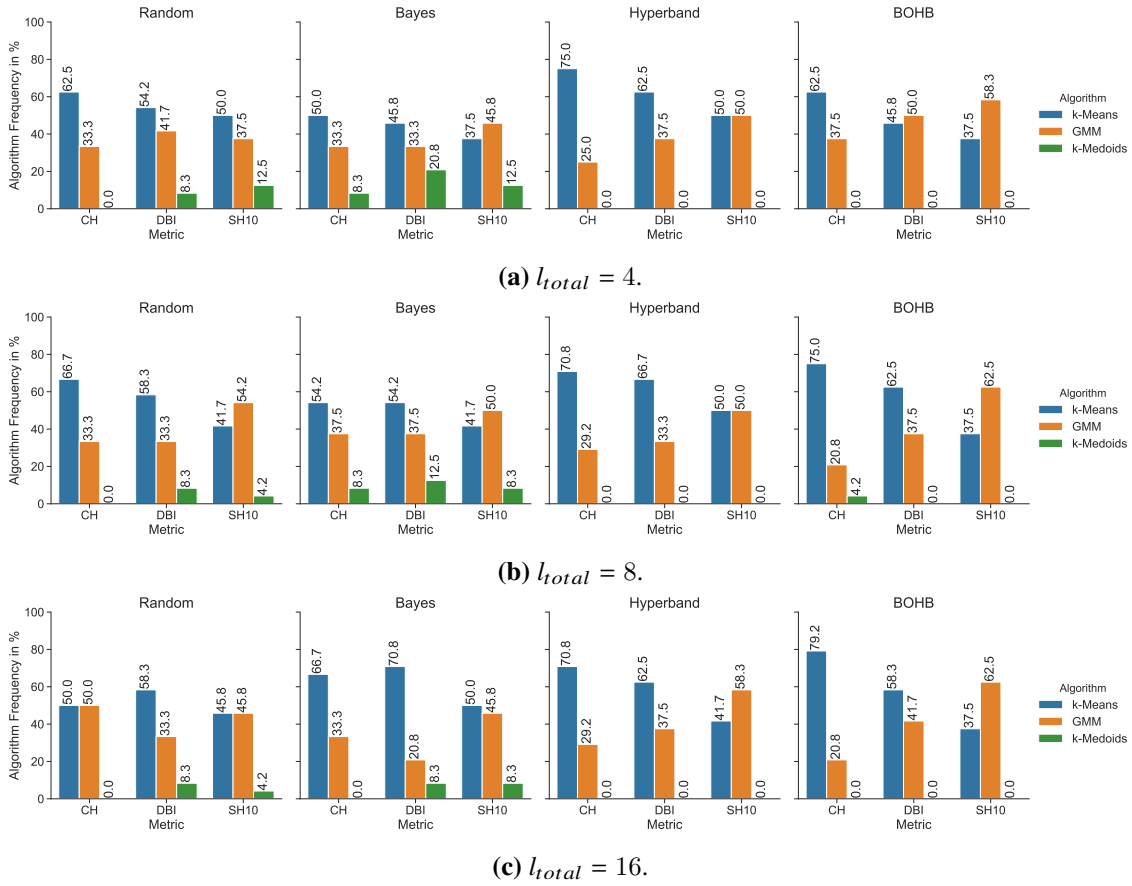 Random Bayes Hyperband BOHB
Algorithm Frequency in %
100
80
60
40
20
0
62.5 33.3 0.0 54.2 41.7 8.3 50.0 37.5 12.5
50.0 33.3 8.3 45.8 33.3 20.8 37.5 45.8 12.5
75.0 25.0 0.0 62.5 37.5 0.0 50.0 50.0 0.0
62.5 37.5 0.0 45.8 50.0 0.0 37.5 58.3 0.0
CH DBI SH10 CH DBI SH10 CH DBI SH10 CH DBI SH10
Metric Metric Metric Metric
Algorithm
k-Means
GMM
k-Medoids
(a) l_total = 4.
Random Bayes Hyperband BOHB
Algorithm Frequency in %
100
80
60
40
20
0
66.7 33.3 0.0 58.3 33.3 8.3 41.7 54.2 4.2
54.2 37.5 8.3 54.2 37.5 12.5 41.7 50.0 8.3
70.8 29.2 0.0 66.7 33.3 0.0 50.0 50.0 0.0
75.0 20.8 4.2 62.5 37.5 0.0 37.5 62.5 0.0
CH DBI SH10 CH DBI SH10 CH DBI SH10 CH DBI SH10
Metric Metric Metric Metric
Algorithm
k-Means
GMM
k-Medoids
(b) l_total = 8.
Random Bayes Hyperband BOHB
Algorithm Frequency in %
100
80
60
40
20
0
50.0 50.0 0.0 58.3 33.3 8.3 45.8 45.8 4.2
66.7 33.3 0.0 70.8 20.8 8.3 50.0 45.8 8.3
70.8 29.2 0.0 62.5 37.5 0.0 41.7 58.3 0.0
79.2 20.8 0.0 58.3 41.7 0.0 37.5 62.5 0.0
CH DBI SH10 CH DBI SH10 CH DBI SH10 CH DBI SH10
Metric Metric Metric Metric
Algorithm
k-Means
GMM
k-Medoids
(c) l_total = 16.